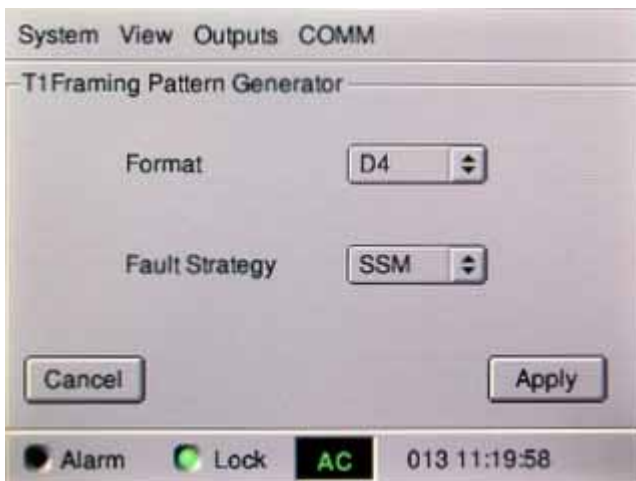 System View Outputs COMM
T1Framing Pattern Generator
Format D4
Fault Strategy SSM
Cancel Apply
Alarm Lock AC 013 11:19:58